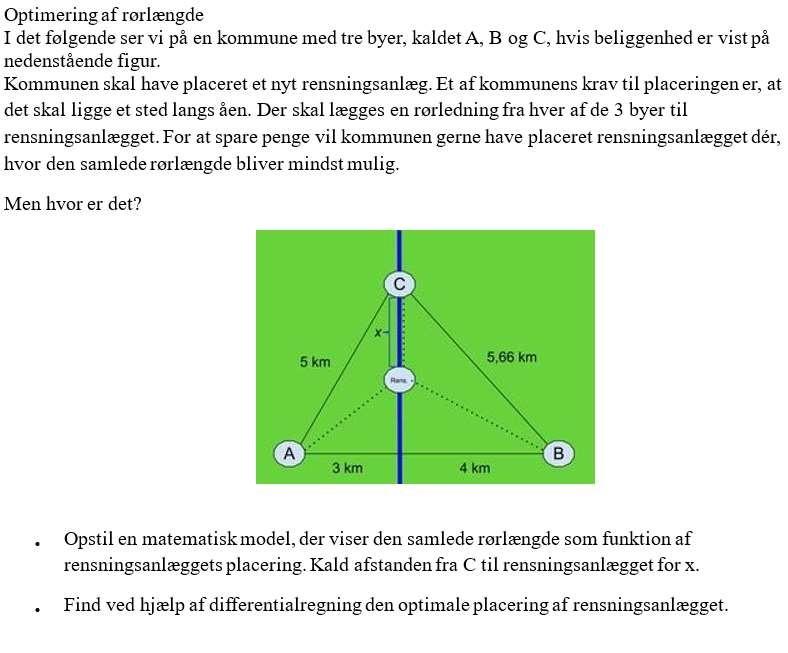 Optimering af rørlængde
I det følgende ser vi på en kommune med tre byer, kaldet A, B og C, hvis beliggenhed er vist på
nedenstående figur.
Kommunen skal have placeret et nyt rensningsanlæg. Et af kommunens krav til placeringen er, at
det skal ligge et sted langs åen. Der skal lægges en rørledning fra hver af de 3 byer til
rensningsanlægget. For at spare penge vil kommunen gerne have placeret rensningsanlægget dér,
hvor den samlede rørlængde bliver mindst mulig.
Men hvor er det?
C
x
5 km
5,66 km
Rens.
A
B
3 km
4 km
• Opstil en matematisk model, der viser den samlede rørlængde som funktion af
rensningsanlæggets placering. Kald afstanden fra C til rensningsanlægget for x.
• Find ved hjælp af differentialregning den optimale placering af rensningsanlægget.